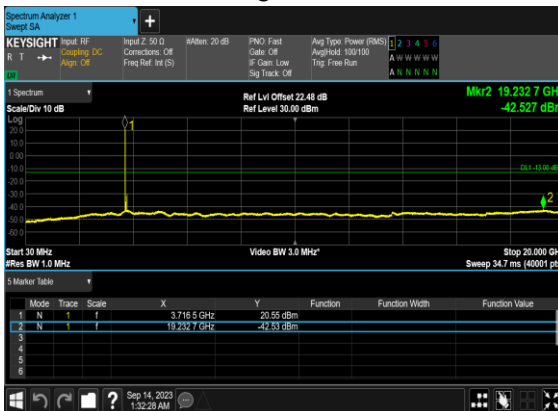 Spectrum Analyzer 1
Swept SA
+
KEYSIGHT Input: RF Input Z: 50 Ω #Atten: 20 dB PNO: Fast Avg Type: Power (RMS) 1 2 3 4 5 6
R T Coupling: DC Corrections: Off Gate: Off Avg|Hold: 100/100 A W W W W W
Align: Off Freq Ref: Int (S) IF Gain: Low Trig: Free Run
LV Sig Track: Off A N N N N N
1 Spectrum Ref Lvl Offset 22.48 dB Mkr2 19.232 7 GH
Scale/Div 10 dB Ref Level 30.00 dBm -42.527 dBr
Log
1
20.0
10.0
0.00
-10.0
DL1 -13.00 dB
-20.0
-30.0
2
-40.0
-50.0
-60.0
Start 30 MHz Video BW 3.0 MHz* Stop 20.000 GH
#Res BW 1.0 MHz Sweep 34.7 ms (40001 pt
5 Marker Table
Mode Trace Scale X Y Function Function Width Function Value
1 N 1 f 3.716 5 GHz 20.55 dBm
2 N 1 f 19.232 7 GHz -42.53 dBm
3
4
5
6
? Sep 14, 2023
1:32:28 AM